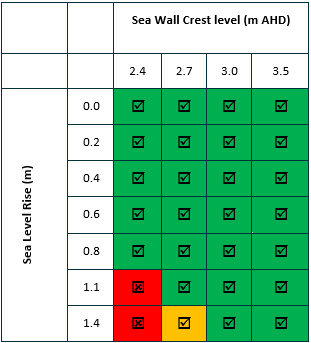 Sea Wall Crest level (m AHD)
2.4 2.7 3.0 3.5
Sea Level Rise (m)
0.0 ☑ ☑ ☑ ☑
0.2 ☑ ☑ ☑ ☑
0.4 ☑ ☑ ☑ ☑
0.6 ☑ ☑ ☑ ☑
0.8 ☑ ☑ ☑ ☑
1.1 ☒ ☑ ☑ ☑
1.4 ☒ ☑ ☑ ☑